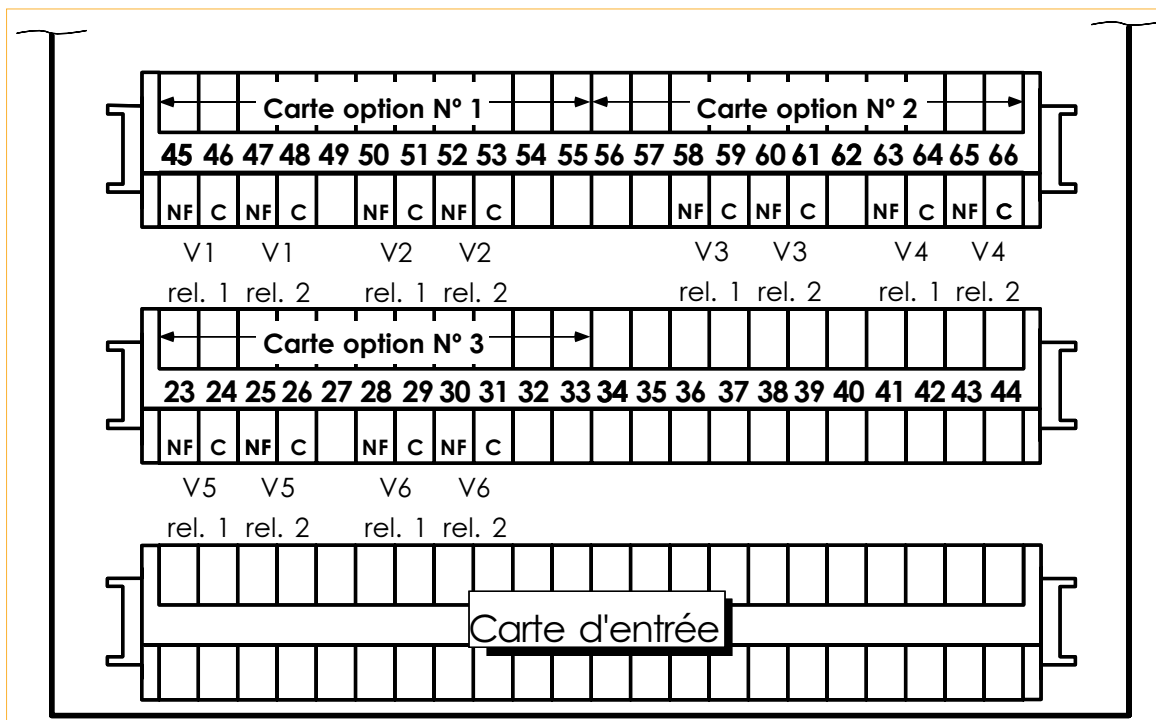 Carte option Nº 1 Carte option Nº 2
45 46 47 48 49 50 51 52 53 54 55 56 57 58 59 60 61 62 63 64 65 66
NF C NF C NF C NF C NF C NF C NF C NF C
V1 V1 V2 V2 V3 V3 V4 V4
rel. 1 rel. 2 rel. 1 rel. 2 rel. 1 rel. 2 rel. 1 rel. 2
Carte option Nº 3
23 24 25 26 27 28 29 30 31 32 33 34 35 36 37 38 39 40 41 42 43 44
NF C NF C NF C NF C
V5 V5 V6 V6
rel. 1 rel. 2 rel. 1 rel. 2
Carte d'entrée